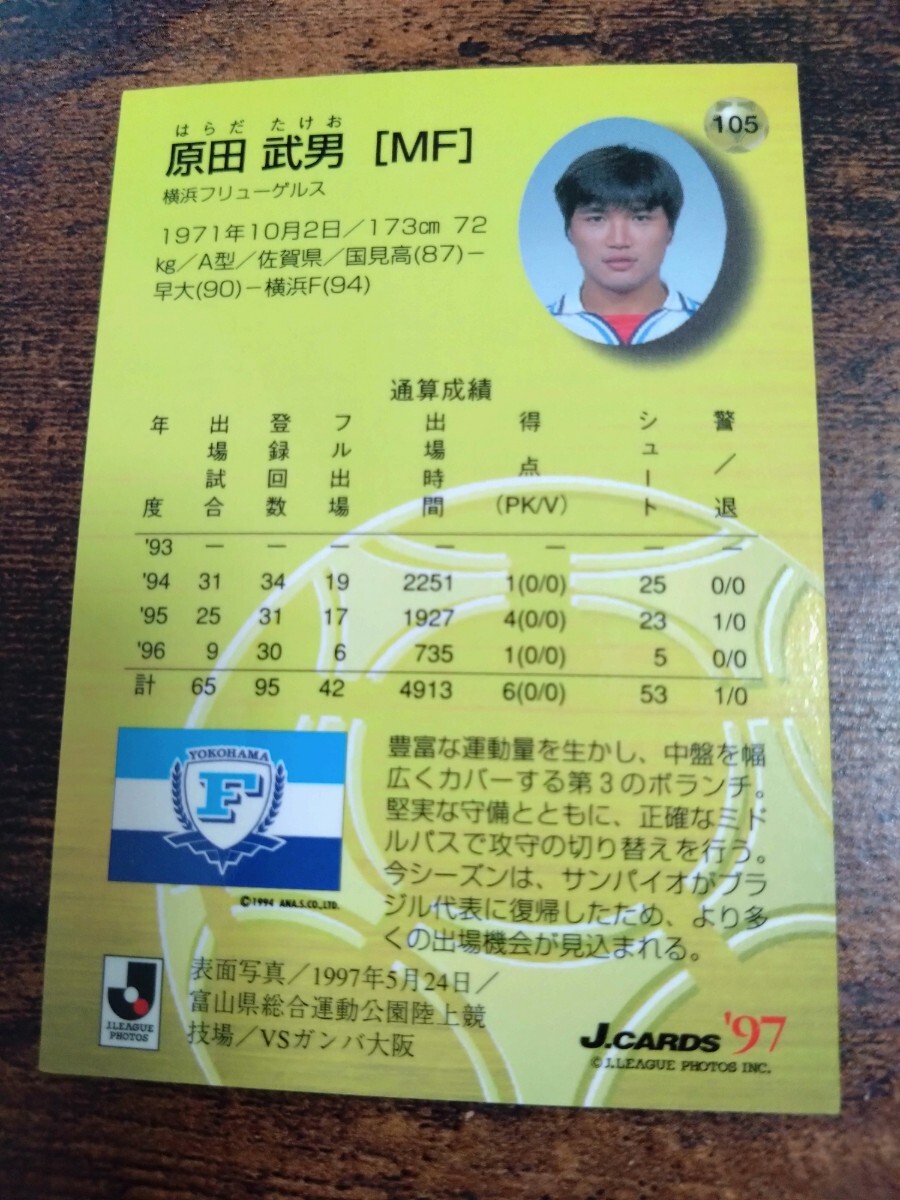 105
はらだ たけお
原田 武男 [MF]
横浜フリューゲルス
1971年10月2日／173㎝ 72
㎏／A型／佐賀県／国見高(87)－
早大(90)－横浜F(94)
通算成績
年度 出場試合 登録回数 フル出場 出場時間 得点(PK/V) シュート 警／退
'93 － － － － － － －
'94 31 34 19 2251 1(0/0) 25 0/0
'95 25 31 17 1927 4(0/0) 23 1/0
'96 9 30 6 735 1(0/0) 5 0/0
計 65 95 42 4913 6(0/0) 53 1/0
YOKOHAMA
F
©1994 ANA.S.CO.,LTD.
豊富な運動量を生かし、中盤を幅
広くカバーする第3のボランチ。
堅実な守備とともに、正確なミド
ルパスで攻守の切り替えを行う。
今シーズンは、サンパイオがブラ
ジル代表に復帰したため、より多
くの出場機会が見込まれる。
J.LEAGUE
PHOTOS
表面写真／1997年5月24日／
富山県総合運動公園陸上競
技場／VSガンバ大阪
J.CARDS '97
©J.LEAGUE PHOTOS INC.